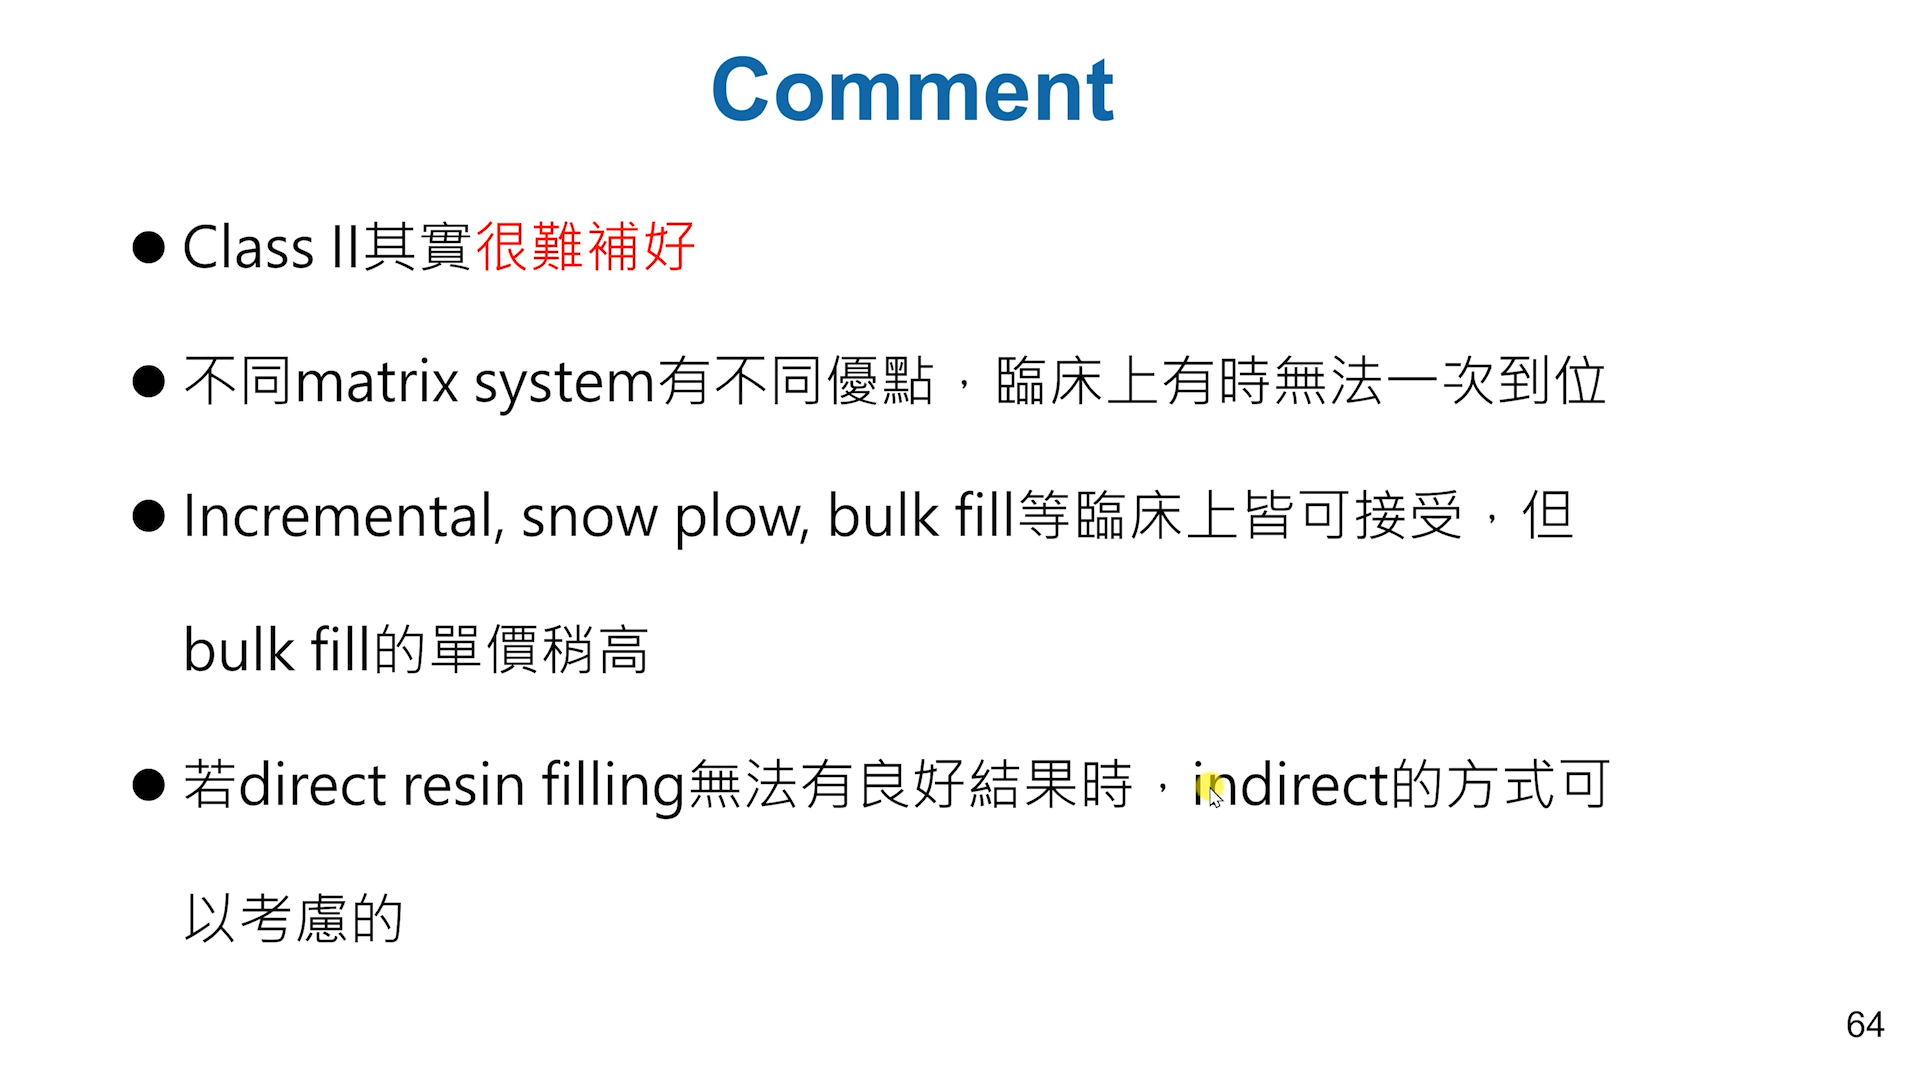 Comment
● Class II其實很難補好
● 不同matrix system有不同優點，臨床上有時無法一次到位
● Incremental, snow plow, bulk fill等臨床上皆可接受，但
bulk fill的單價稍高
● 若direct resin filling無法有良好結果時，indirect的方式可
以考慮的
64